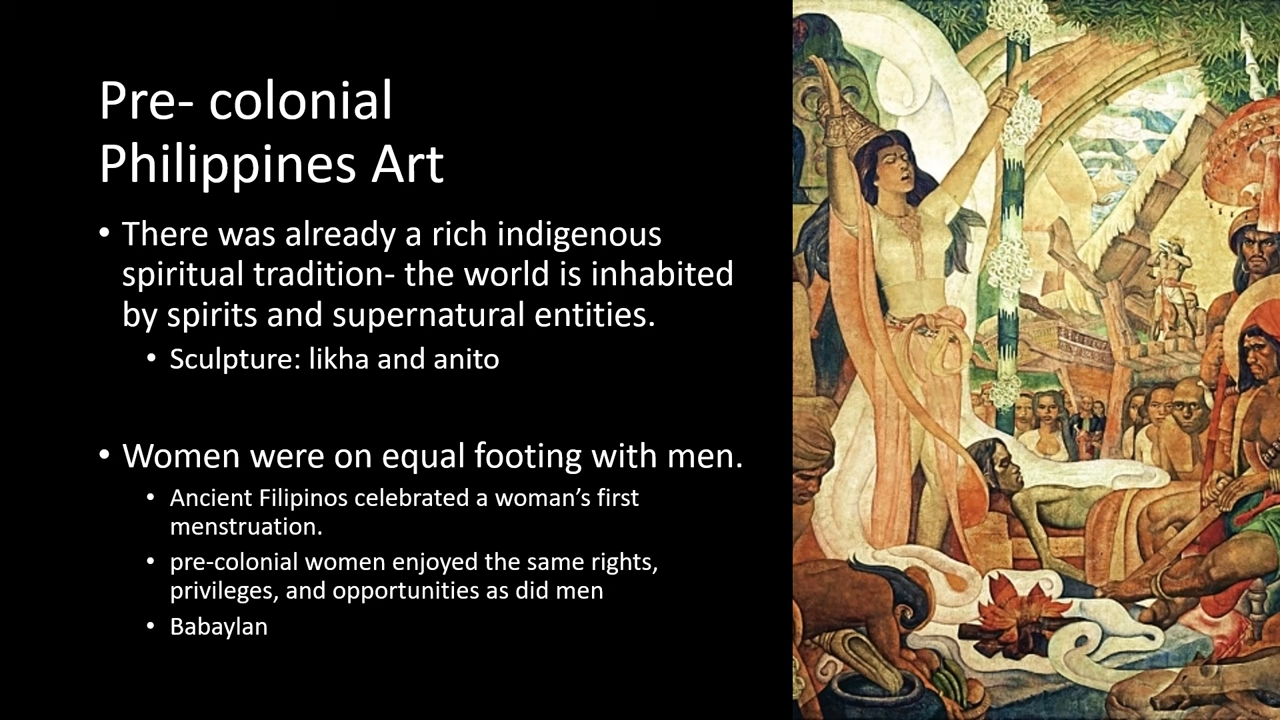 Pre- colonial
Philippines Art
• There was already a rich indigenous
spiritual tradition- the world is inhabited
by spirits and supernatural entities.
• Sculpture: likha and anito
• Women were on equal footing with men.
• Ancient Filipinos celebrated a woman’s first
menstruation.
• pre-colonial women enjoyed the same rights,
privileges, and opportunities as did men
• Babaylan